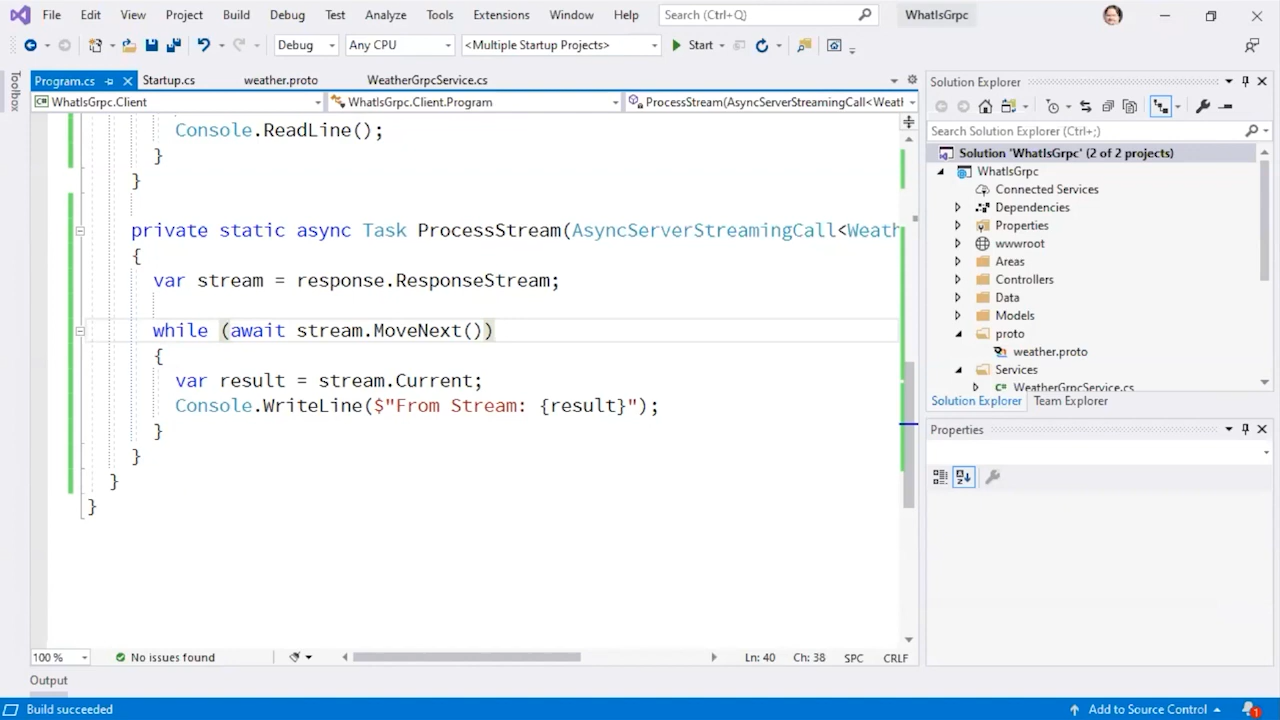 File Edit View Project Build Debug Test Analyze Tools Extensions Window Help Search (Ctrl+Q) WhatIsGrpc
Debug Any CPU <Multiple Startup Projects> Start
Toolbox
Program.cs Startup.cs weather.proto WeatherGrpcService.cs
WhatIsGrpc.Client WhatIsGrpc.Client.Program ProcessStream(AsyncServerStreamingCall<Weath
Console.ReadLine();
}
}
private static async Task ProcessStream(AsyncServerStreamingCall<Weath
{
var stream = response.ResponseStream;
while (await stream.MoveNext())
{
var result = stream.Current;
Console.WriteLine($"From Stream: {result}");
}
}
}
}
100 % No issues found Ln: 40 Ch: 38 SPC CRLF
Output
Build succeeded
Solution Explorer
Search Solution Explorer (Ctrl+;)
Solution 'WhatIsGrpc' (2 of 2 projects)
WhatIsGrpc
Connected Services
Dependencies
Properties
wwwroot
Areas
Controllers
Data
Models
proto
weather.proto
Services
WeatherGrpcService.cs
Solution Explorer Team Explorer
Properties
Add to Source Control 1